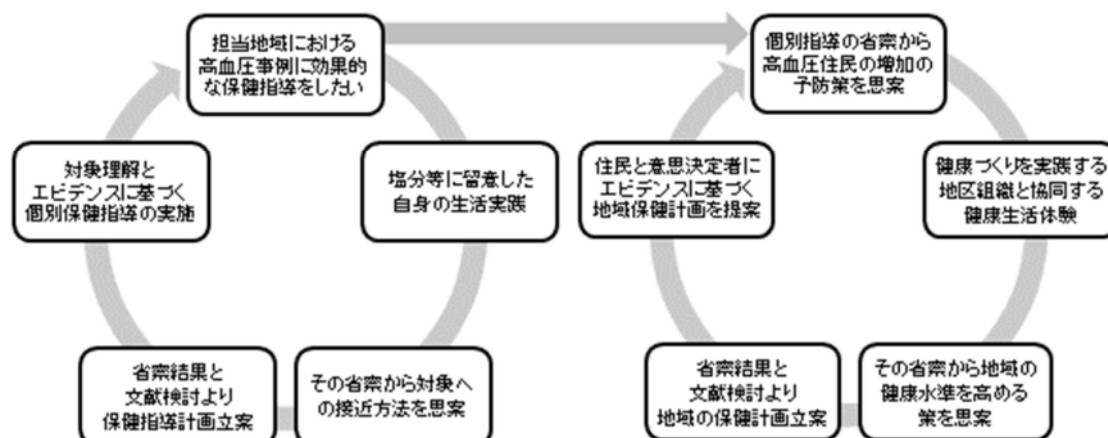 担当地域における
高血圧事例に効果的
な保健指導をしたい
塩分等に留意した
自身の生活実践
その省察から対象へ
の接近方法を思案
省察結果と
文献検討より
保健指導計画立案
対象理解と
エビデンスに基づく
個別保健指導の実施
個別指導の省察から
高血圧住民の増加の
予防策を思案
健康づくりを実践する
地区組織と協同する
健康生活体験
その省察から地域の
健康水準を高める
策を思案
省察結果と
文献検討より
地域の保健計画立案
住民と意思決定者に
エビデンスに基づく
地域保健計画を提案